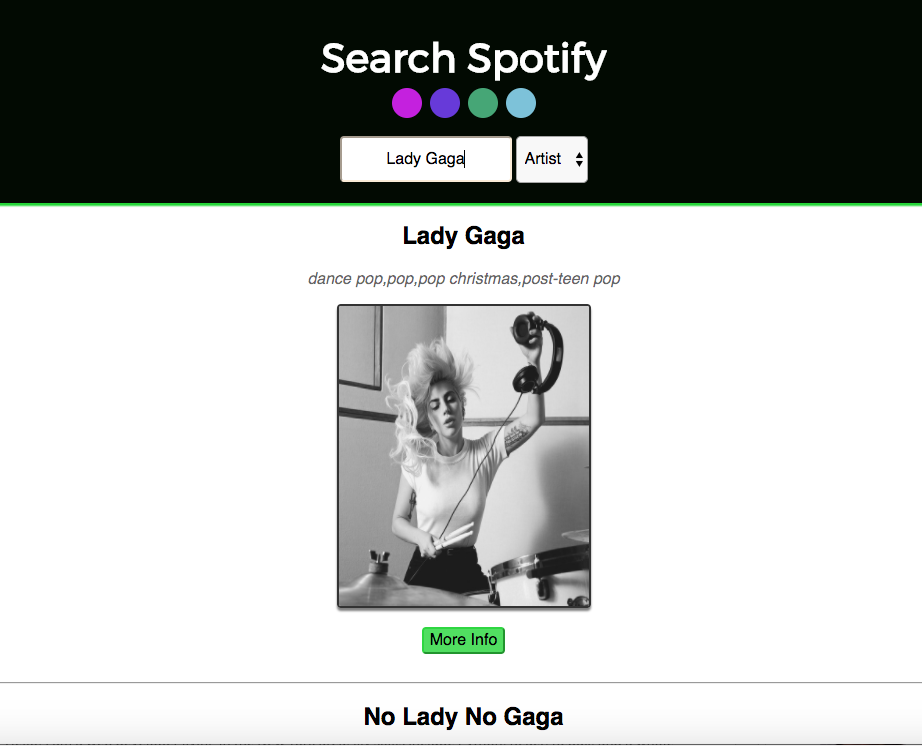 Search Spotify
Lady Gaga Artist
Lady Gaga
dance pop,pop,pop christmas,post-teen pop
More Info
No Lady No Gaga